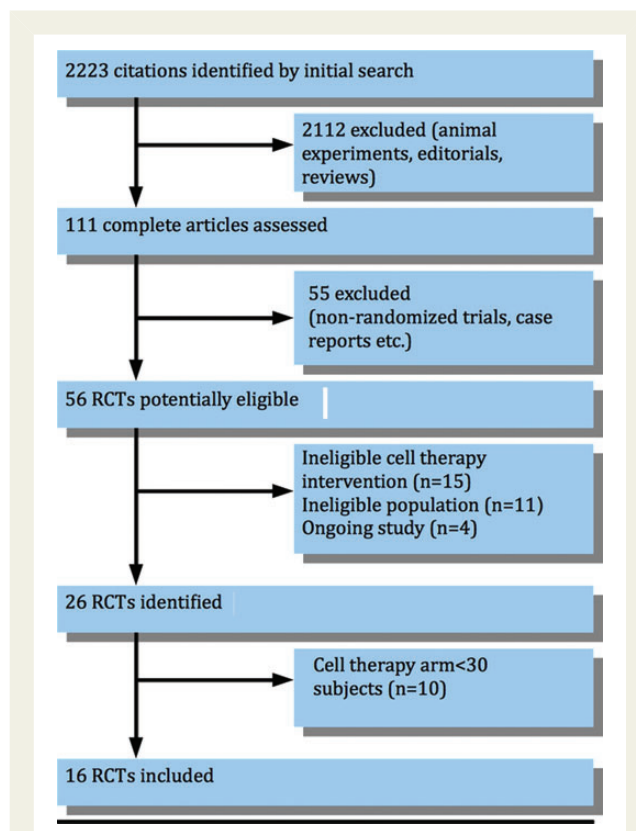 2223 citations identified by initial search
2112 excluded (animal
experiments, editorials,
reviews)
111 complete articles assessed
55 excluded
(non-randomized trials, case
reports etc.)
56 RCTs potentially eligible
Ineligible cell therapy
intervention (n=15)
Ineligible population (n=11)
Ongoing study (n=4)
26 RCTs identified
Cell therapy arm<30
subjects (n=10)
16 RCTs included